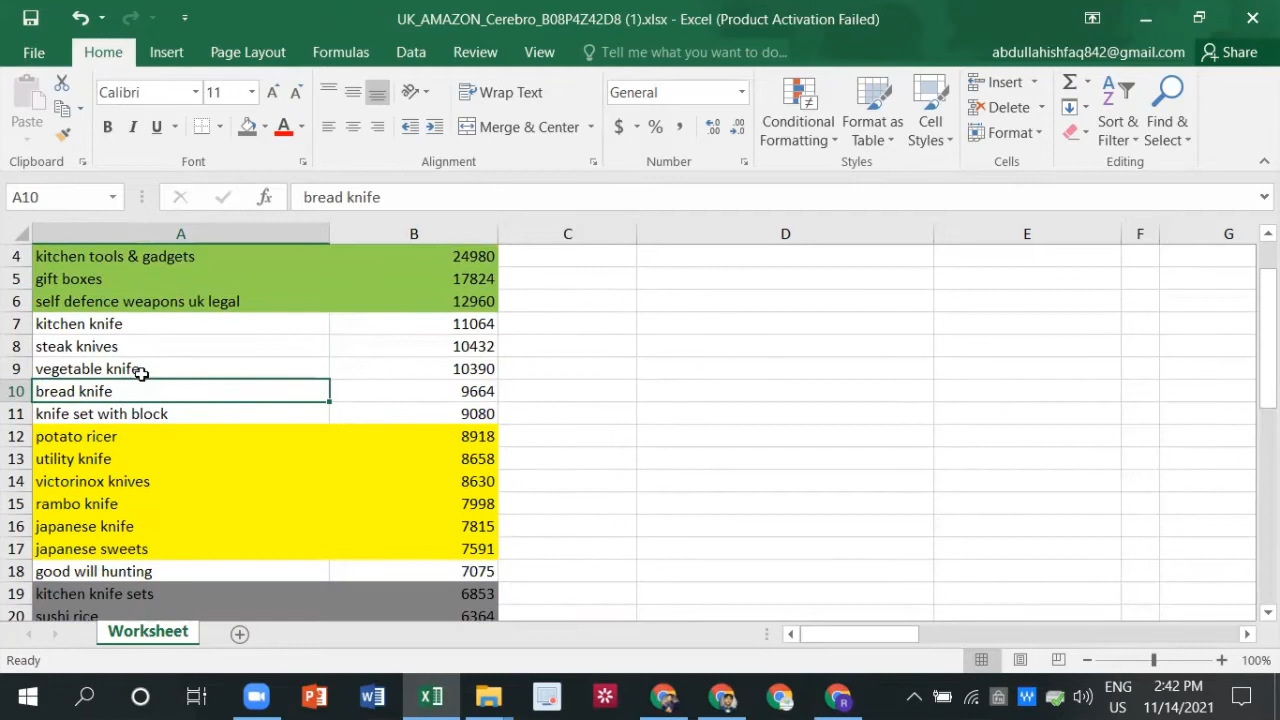 UK_AMAZON_Cerebro_B08P4Z42D8 (1).xlsx - Excel (Product Activation Failed)
File Home Insert Page Layout Formulas Data Review View Tell me what you want to do... abdullahishfaq842@gmail.com Share
Paste Calibri 11 A A Wrap Text General Conditional Formatting Format as Table Cell Styles Insert Sort & Filter Find & Select
B I U A Merge & Center $ % , Delete
Format
Clipboard Font Alignment Number Styles Cells Editing
A10 fx bread knife
A B C D E F G
4 kitchen tools & gadgets 24980
5 gift boxes 17824
6 self defence weapons uk legal 12960
7 kitchen knife 11064
8 steak knives 10432
9 vegetable knife 10390
10 bread knife 9664
11 knife set with block 9080
12 potato ricer 8918
13 utility knife 8658
14 victorinox knives 8630
15 rambo knife 7998
16 japanese knife 7815
17 japanese sweets 7591
18 good will hunting 7075
19 kitchen knife sets 6853
20 sushi rice 6364
Worksheet
Ready 100%
ENG 2:42 PM
US 11/14/2021